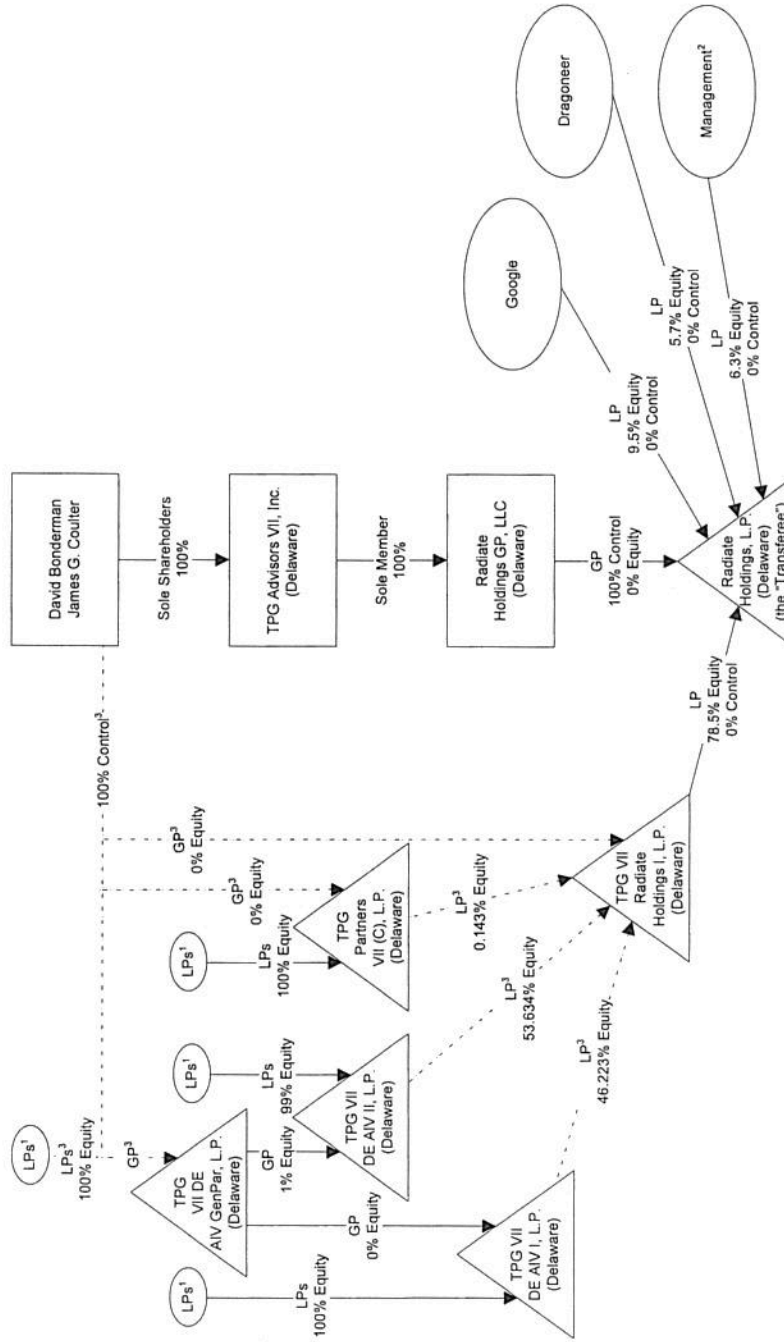 David Bonderman
James G. Coulter
Sole Shareholders
100%
TPG Advisors VII, Inc.
(Delaware)
Sole Member
100%
Radiate
Holdings GP, LLC
(Delaware)
GP
100% Control
0% Equity
Google
LP
9.5% Equity
0% Control
Dragoneer
LP
5.7% Equity
0% Control
Management²
LP
6.3% Equity
0% Control
Radiate
Holdings, L.P.
(Delaware)
(the "Transferee")
100% Control³
LPs¹
LPs³
100% Equity
GP³
TPG
VII DE
AIV GenPar, L.P.
(Delaware)
GP
1% Equity
GP
0% Equity
LPs¹
LPs
99% Equity
TPG VII
DE AIV II, L.P.
(Delaware)
LPs¹
LPs
100% Equity
TPG VII
DE AIV I, L.P.
(Delaware)
LPs¹
LPs
100% Equity
GP³
0% Equity
TPG
Partners
VII (C), L.P.
(Delaware)
GP³
0% Equity
LP³
0.143% Equity
LP³
53.634% Equity
LP³
46.223% Equity
TPG VII
Radiate
Holdings I, L.P.
(Delaware)
LP
78.5% Equity
0% Control